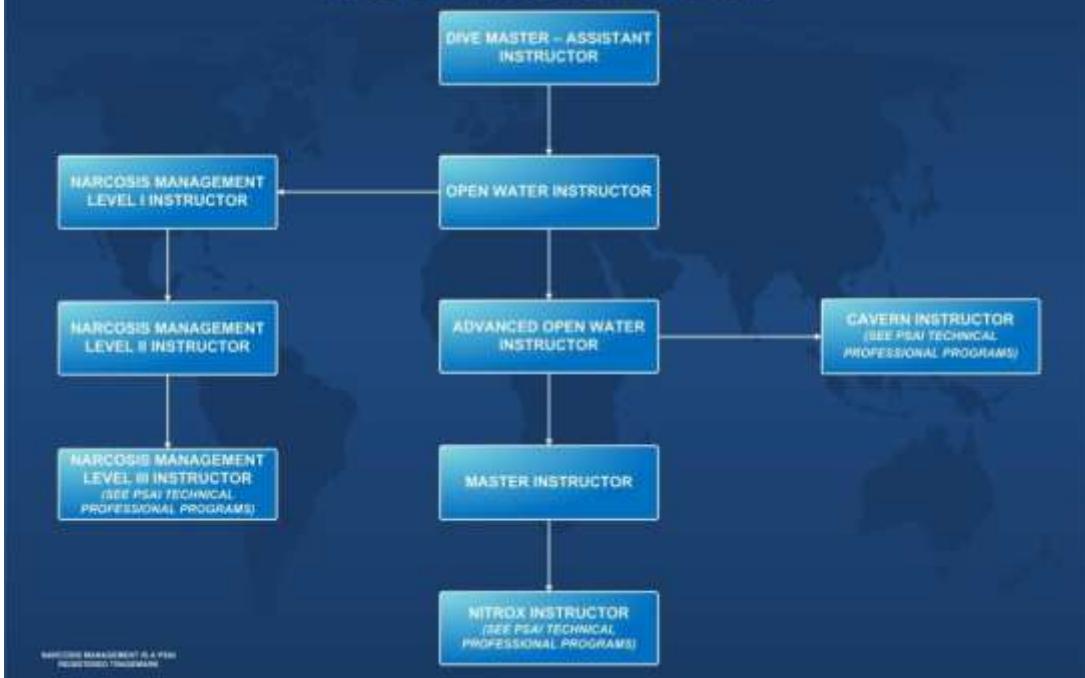 DIVE MASTER – ASSISTANT
INSTRUCTOR
NARCOSIS MANAGEMENT
LEVEL I INSTRUCTOR
OPEN WATER INSTRUCTOR
NARCOSIS MANAGEMENT
LEVEL II INSTRUCTOR
ADVANCED OPEN WATER
INSTRUCTOR
CAVERN INSTRUCTOR
(SEE PSAI TECHNICAL
PROFESSIONAL PROGRAMS)
NARCOSIS MANAGEMENT
LEVEL III INSTRUCTOR
(SEE PSAI TECHNICAL
PROFESSIONAL PROGRAMS)
MASTER INSTRUCTOR
NITROX INSTRUCTOR
(SEE PSAI TECHNICAL
PROFESSIONAL PROGRAMS)
NARCOSIS MANAGEMENT IS A PSAI
REGISTERED TRADEMARK